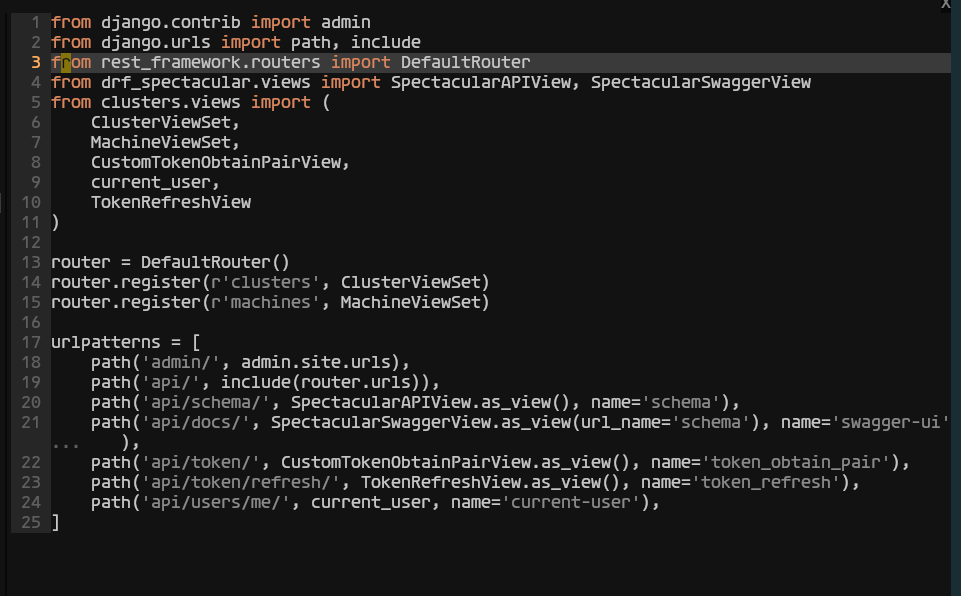 X
1 from django.contrib import admin
2 from django.urls import path, include
3 from rest_framework.routers import DefaultRouter
4 from drf_spectacular.views import SpectacularAPIView, SpectacularSwaggerView
5 from clusters.views import (
6     ClusterViewSet,
7     MachineViewSet,
8     CustomTokenObtainPairView,
9     current_user,
10     TokenRefreshView
11 )
12
13 router = DefaultRouter()
14 router.register(r'clusters', ClusterViewSet)
15 router.register(r'machines', MachineViewSet)
16
17 urlpatterns = [
18     path('admin/', admin.site.urls),
19     path('api/', include(router.urls)),
20     path('api/schema/', SpectacularAPIView.as_view(), name='schema'),
21     path('api/docs/', SpectacularSwaggerView.as_view(url_name='schema'), name='swagger-ui'
...     ),
22     path('api/token/', CustomTokenObtainPairView.as_view(), name='token_obtain_pair'),
23     path('api/token/refresh/', TokenRefreshView.as_view(), name='token_refresh'),
24     path('api/users/me/', current_user, name='current-user'),
25 ]